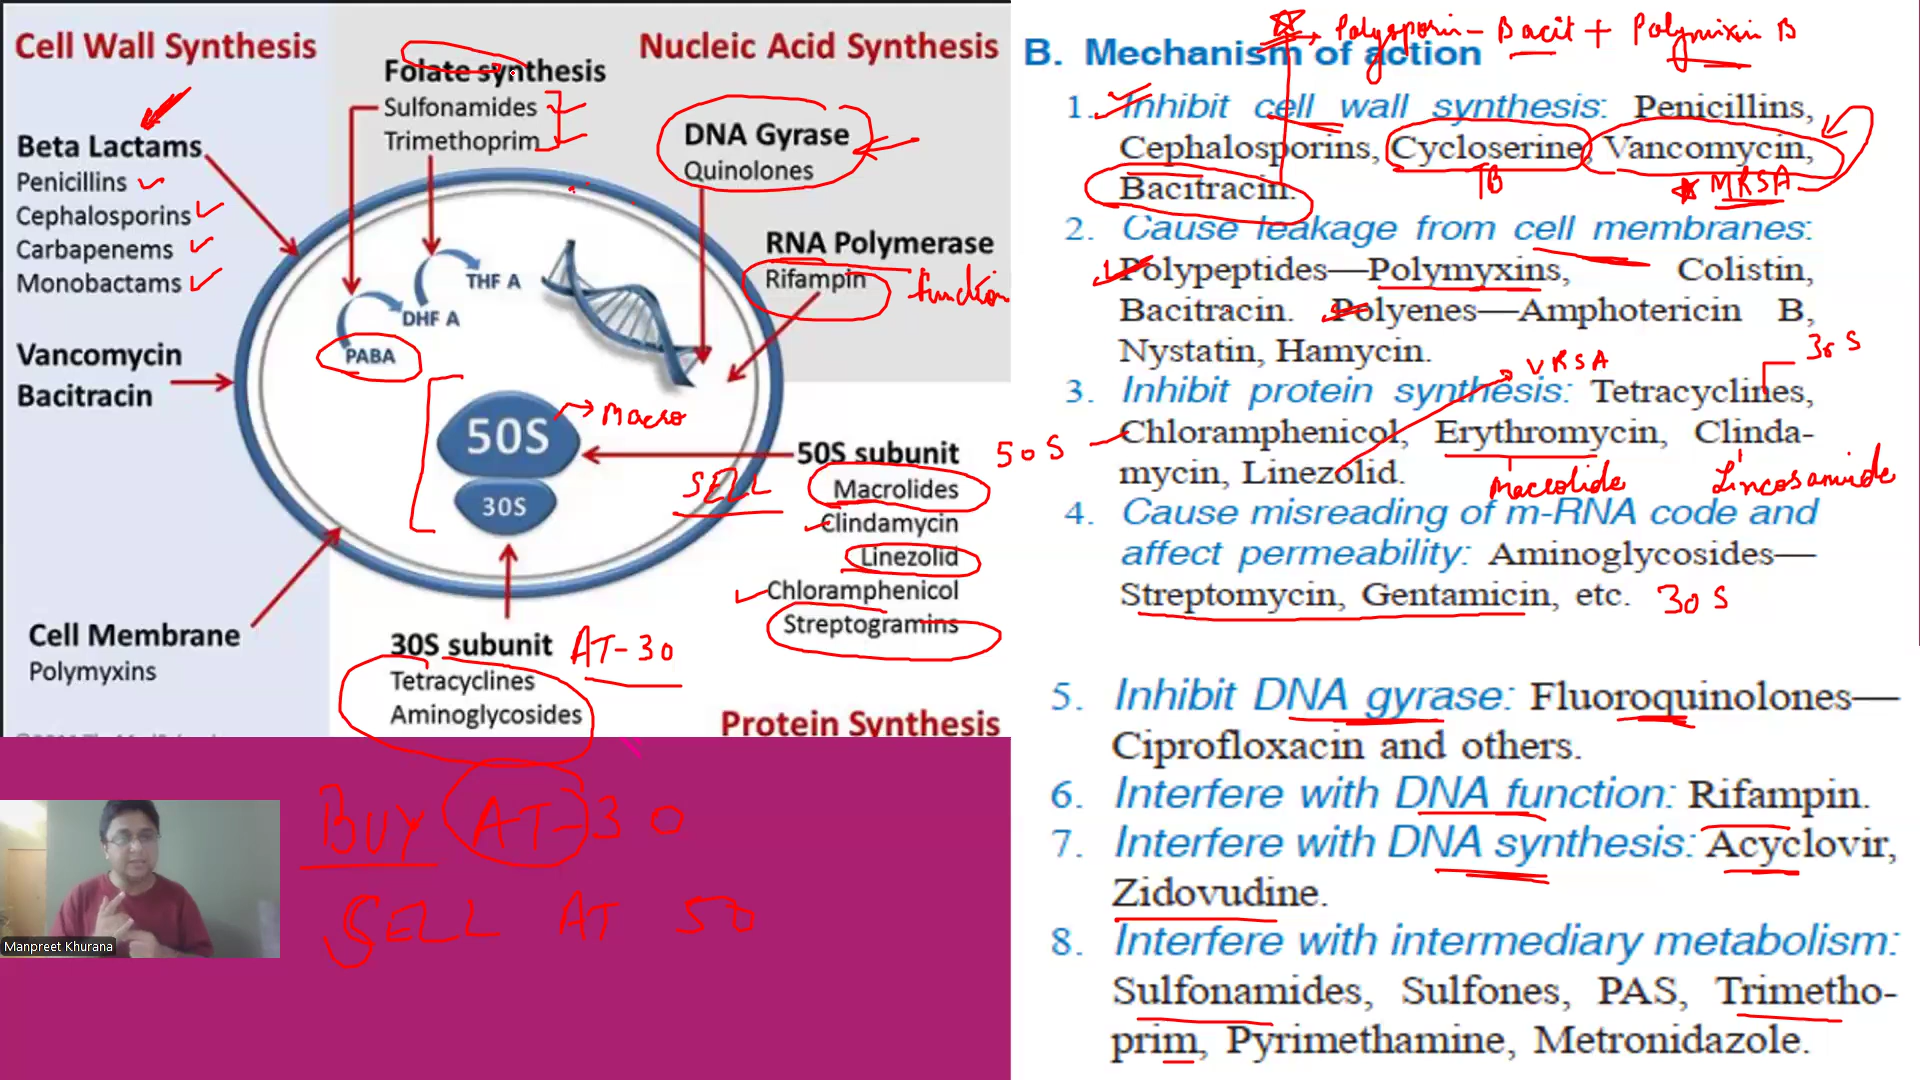 Cell Wall Synthesis
Beta Lactams
Penicillins
Cephalosporins
Carbapenems
Monobactams
Vancomycin
Bacitracin
Cell Membrane
Polymyxins
Folate synthesis
Sulfonamides
Trimethoprim
Nucleic Acid Synthesis
DNA Gyrase
Quinolones
RNA Polymerase
Rifampin
function
THF A
DHF A
PABA
50S
Macro
30S
SELL
50S subunit
Macrolides
Clindamycin
Linezolid
Chloramphenicol
Streptogramins
30S subunit
AT-30
Tetracyclines
Aminoglycosides
Protein Synthesis
BUY AT-30
SELL AT 50
Manpreet Khurana
Polysporin - Bacit + Polymixin B
B. Mechanism of action
1. Inhibit cell wall synthesis: Penicillins,
Cephalosporins, Cycloserine, Vancomycin,
TB
MRSA
Bacitracin.
2. Cause leakage from cell membranes:
Polypeptides—Polymyxins, Colistin,
Bacitracin. Polyenes—Amphotericin B,
Nystatin, Hamycin.
VRSA
30 S
3. Inhibit protein synthesis: Tetracyclines,
50 S
Chloramphenicol, Erythromycin, Clinda-
mycin, Linezolid.
Macrolide
Lincosamide
4. Cause misreading of m-RNA code and
affect permeability: Aminoglycosides—
Streptomycin, Gentamicin, etc.
30 S
5. Inhibit DNA gyrase: Fluoroquinolones—
Ciprofloxacin and others.
6. Interfere with DNA function: Rifampin.
7. Interfere with DNA synthesis: Acyclovir,
Zidovudine.
8. Interfere with intermediary metabolism:
Sulfonamides, Sulfones, PAS, Trimetho-
prim, Pyrimethamine, Metronidazole.